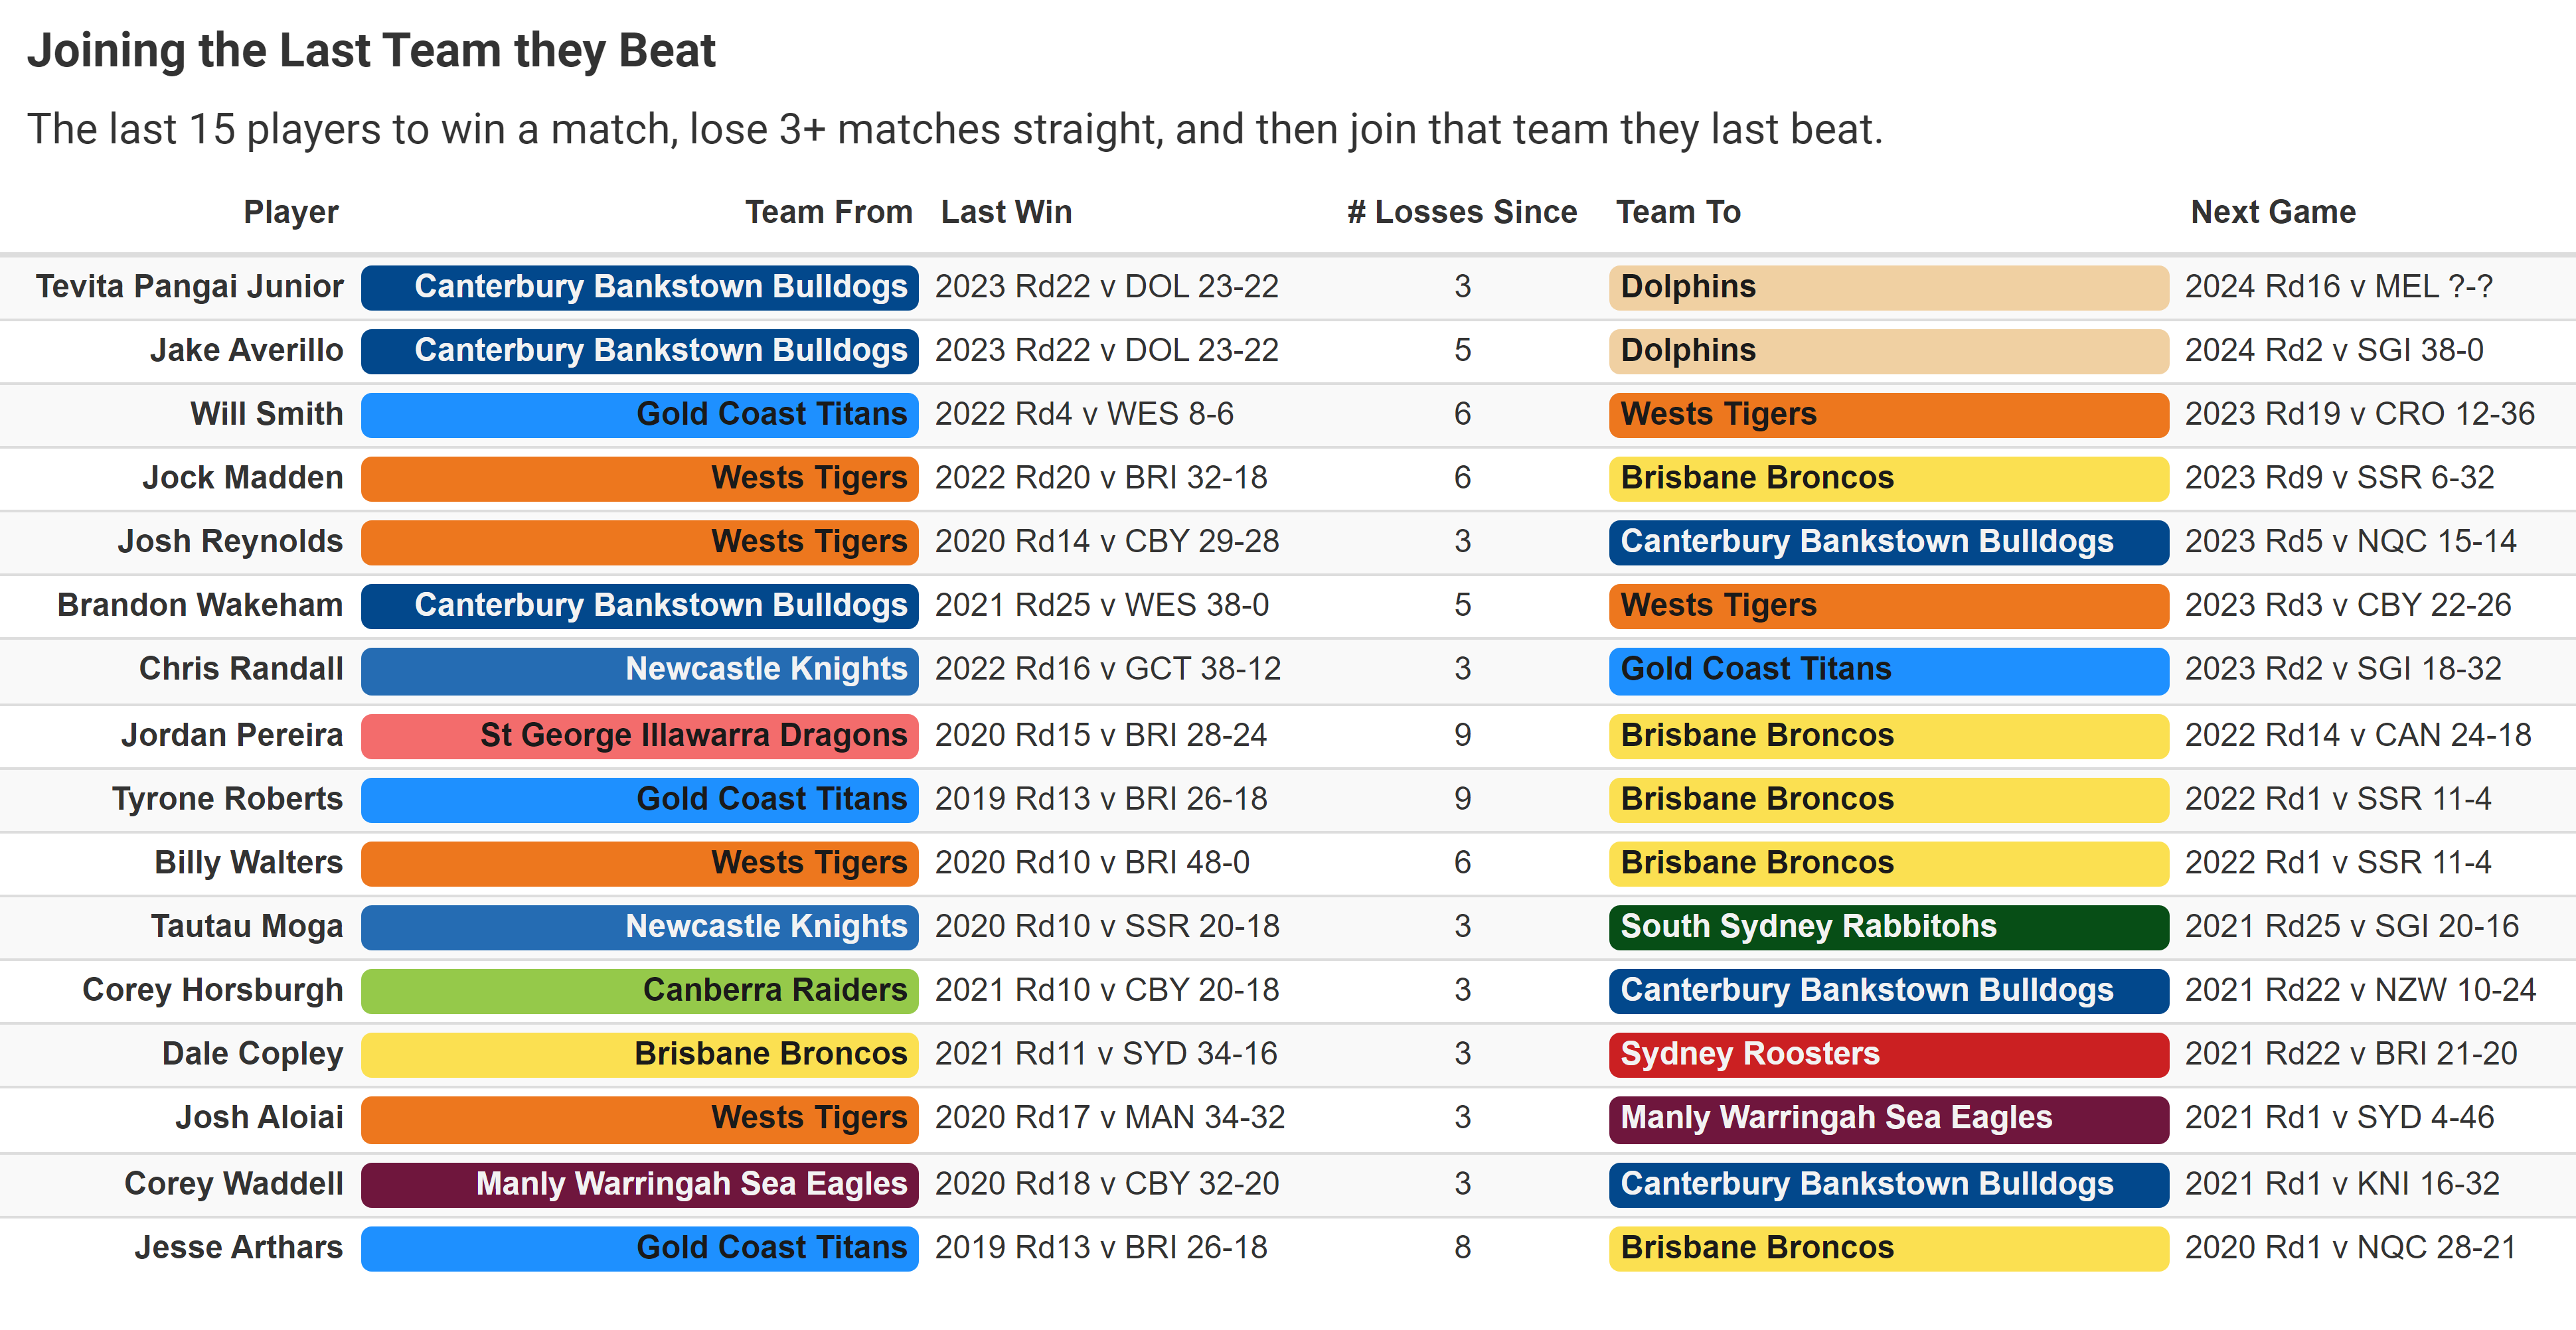 Joining the Last Team they Beat
The last 15 players to win a match, lose 3+ matches straight, and then join that team they last beat.
Player Team From Last Win # Losses Since Team To Next Game
Tevita Pangai Junior Canterbury Bankstown Bulldogs 2023 Rd22 v DOL 23-22 3 Dolphins 2024 Rd16 v MEL ?-?
Jake Averillo Canterbury Bankstown Bulldogs 2023 Rd22 v DOL 23-22 5 Dolphins 2024 Rd2 v SGI 38-0
Will Smith Gold Coast Titans 2022 Rd4 v WES 8-6 6 Wests Tigers 2023 Rd19 v CRO 12-36
Jock Madden Wests Tigers 2022 Rd20 v BRI 32-18 6 Brisbane Broncos 2023 Rd9 v SSR 6-32
Josh Reynolds Wests Tigers 2020 Rd14 v CBY 29-28 3 Canterbury Bankstown Bulldogs 2023 Rd5 v NQC 15-14
Brandon Wakeham Canterbury Bankstown Bulldogs 2021 Rd25 v WES 38-0 5 Wests Tigers 2023 Rd3 v CBY 22-26
Chris Randall Newcastle Knights 2022 Rd16 v GCT 38-12 3 Gold Coast Titans 2023 Rd2 v SGI 18-32
Jordan Pereira St George Illawarra Dragons 2020 Rd15 v BRI 28-24 9 Brisbane Broncos 2022 Rd14 v CAN 24-18
Tyrone Roberts Gold Coast Titans 2019 Rd13 v BRI 26-18 9 Brisbane Broncos 2022 Rd1 v SSR 11-4
Billy Walters Wests Tigers 2020 Rd10 v BRI 48-0 6 Brisbane Broncos 2022 Rd1 v SSR 11-4
Tautau Moga Newcastle Knights 2020 Rd10 v SSR 20-18 3 South Sydney Rabbitohs 2021 Rd25 v SGI 20-16
Corey Horsburgh Canberra Raiders 2021 Rd10 v CBY 20-18 3 Canterbury Bankstown Bulldogs 2021 Rd22 v NZW 10-24
Dale Copley Brisbane Broncos 2021 Rd11 v SYD 34-16 3 Sydney Roosters 2021 Rd22 v BRI 21-20
Josh Aloiai Wests Tigers 2020 Rd17 v MAN 34-32 3 Manly Warringah Sea Eagles 2021 Rd1 v SYD 4-46
Corey Waddell Manly Warringah Sea Eagles 2020 Rd18 v CBY 32-20 3 Canterbury Bankstown Bulldogs 2021 Rd1 v KNI 16-32
Jesse Arthars Gold Coast Titans 2019 Rd13 v BRI 26-18 8 Brisbane Broncos 2020 Rd1 v NQC 28-21